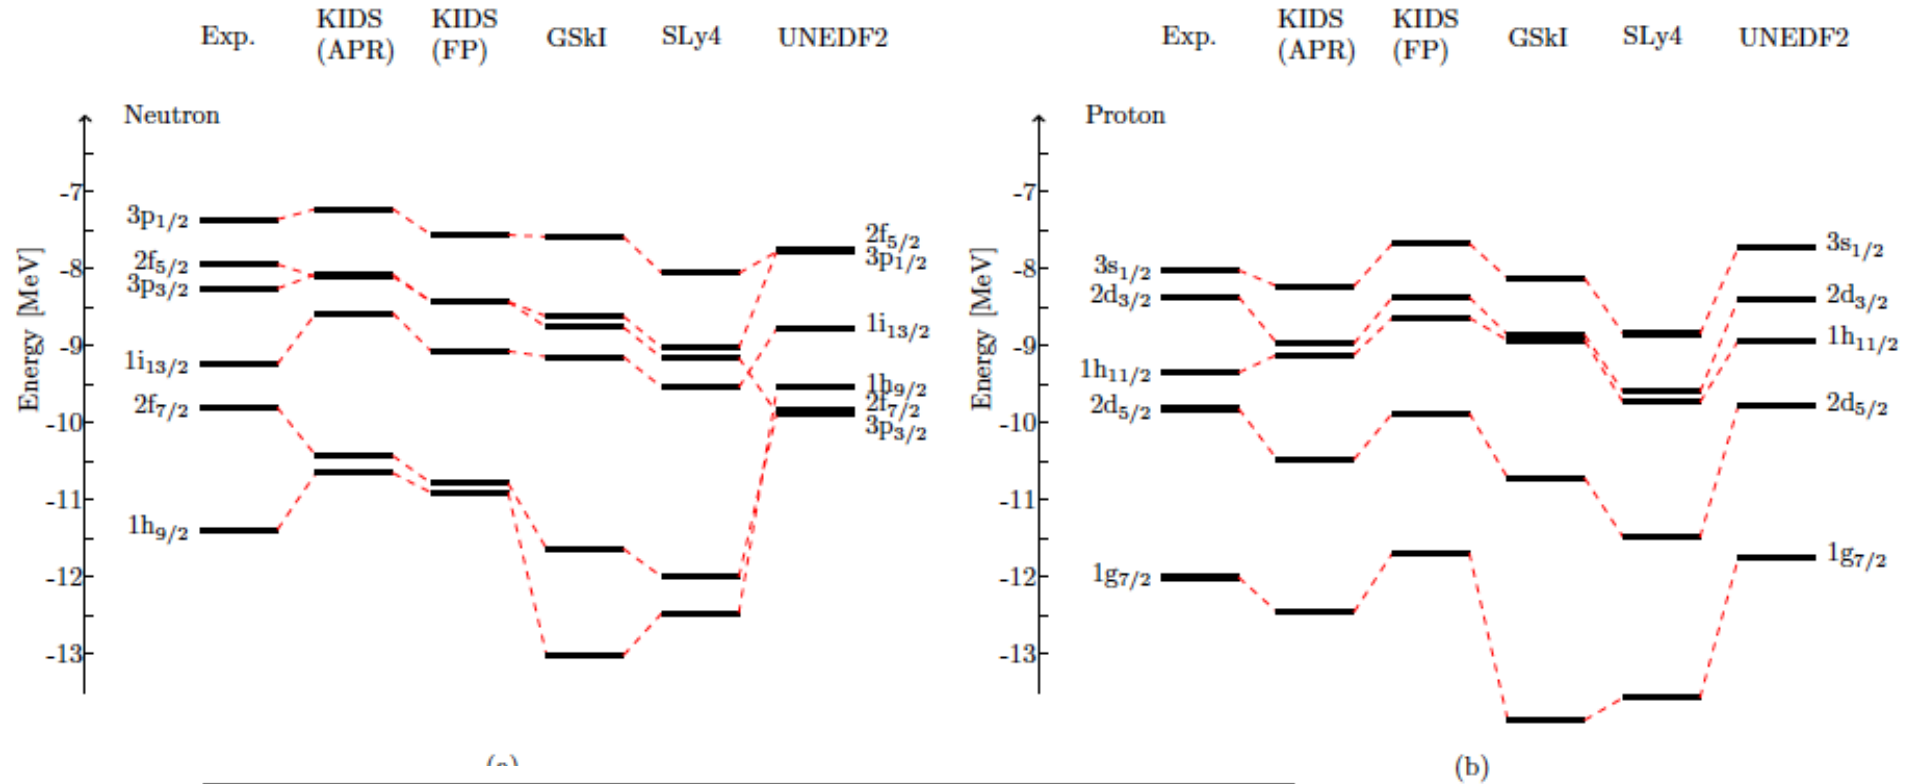 Exp. KIDS (APR) KIDS (FP) GSkI SLy4 UNEDF2
Neutron
Energy [MeV]
-7
-8
-9
-10
-11
-12
-13
3p1/2
2f5/2
3p3/2
1i13/2
2f7/2
1h9/2
2f5/2
3p1/2
1i13/2
1h9/2
2f7/2
3p3/2
Exp. KIDS (APR) KIDS (FP) GSkI SLy4 UNEDF2
Proton
Energy [MeV]
-7
-8
-9
-10
-11
-12
-13
3s1/2
2d3/2
1h11/2
2d5/2
1g7/2
3s1/2
2d3/2
1h11/2
2d5/2
1g7/2
(b)